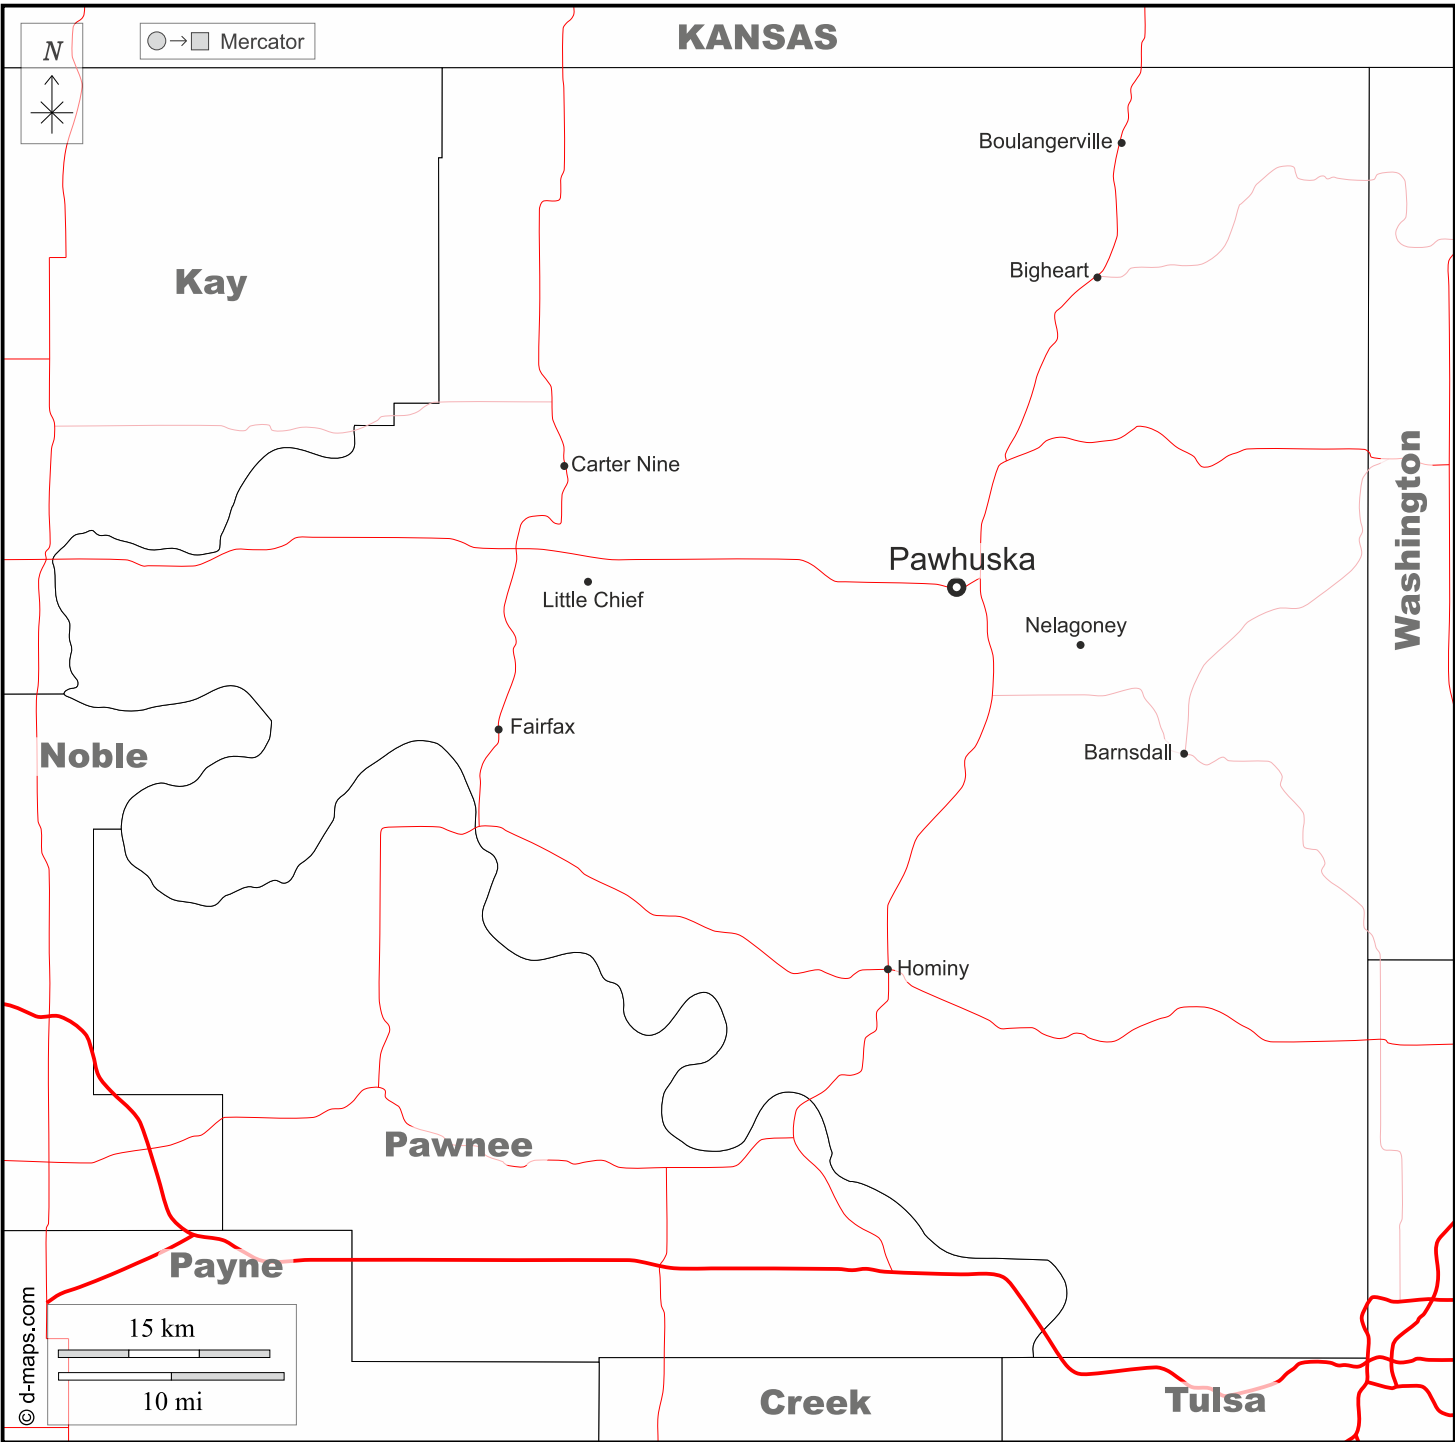 KANSAS
N
Mercator
Boulangerville
Bigheart
Kay
Carter Nine
Washington
Pawhuska
Little Chief
Nelagoney
Fairfax
Noble
Barnsdall
Hominy
Pawnee
Payne
© d-maps.com
15 km
10 mi
Creek
Tulsa